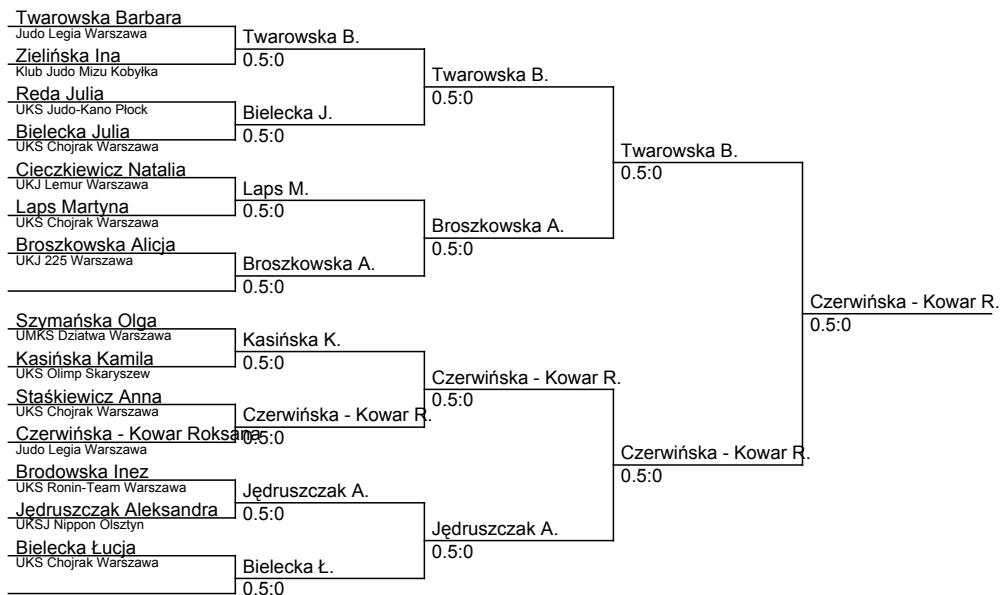 Twarowska Barbara
Judo Legia Warszawa
Zielińska Ina
Klub Judo Mizu Kobyłka
Reda Julia
UKS Judo-Kano Płock
Bielecka Julia
UKS Chojrak Warszawa
Cieczkiewicz Natalia
UKJ Lemur Warszawa
Laps Martyna
UKS Chojrak Warszawa
Broszkowska Alicja
UKJ 225 Warszawa
Szymańska Olga
UMKS Dziatwa Warszawa
Kasińska Kamila
UKS Olimp Skaryszew
Staśkiewicz Anna
UKS Chojrak Warszawa
Czerwińska - Kowar Roksana
Judo Legia Warszawa
Brodowska Inez
UKS Ronin-Team Warszawa
Jędruszczak Aleksandra
UKSJ Nippon Olsztyn
Bielecka Łucja
UKS Chojrak Warszawa
Twarowska B.
0.5:0
Bielecka J.
0.5:0
Laps M.
0.5:0
Broszkowska A.
0.5:0
Kasińska K.
0.5:0
Czerwińska - Kowar R.
0.5:0
Jędruszczak A.
0.5:0
Bielecka Ł.
0.5:0
Twarowska B.
0.5:0
Broszkowska A.
0.5:0
Czerwińska - Kowar R.
0.5:0
Jędruszczak A.
0.5:0
Twarowska B.
0.5:0
Czerwińska - Kowar R.
0.5:0
Czerwińska - Kowar R.
0.5:0